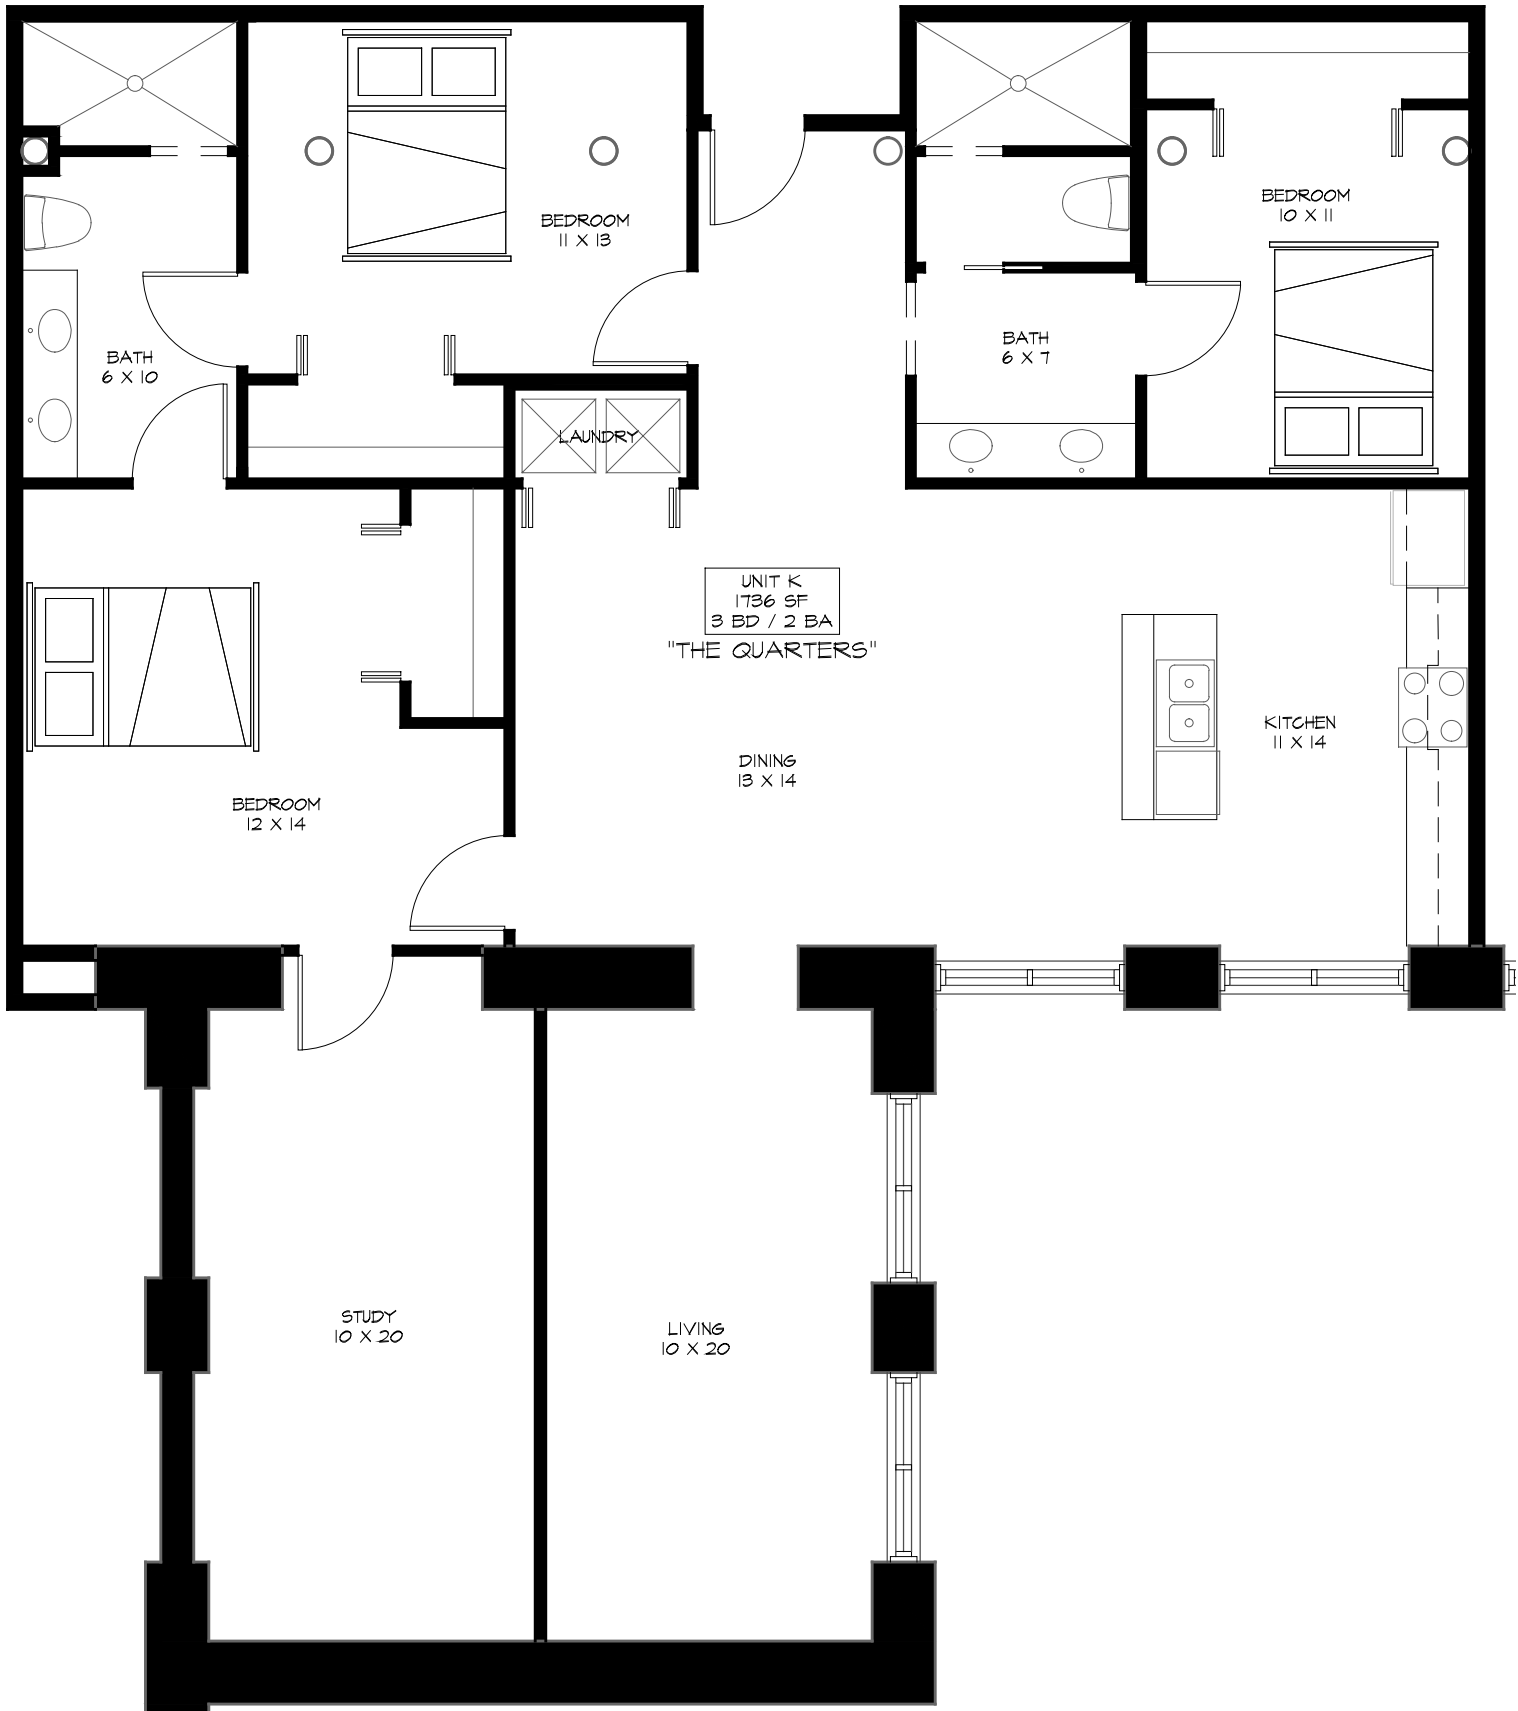 BEDROOM
11 X 13
BEDROOM
10 X 11
BATH
6 X 10
BATH
6 X 7
LAUNDRY
UNIT K
1736 SF
3 BD / 2 BA
"THE QUARTERS"
KITCHEN
11 X 14
DINING
13 X 14
BEDROOM
12 X 14
STUDY
10 X 20
LIVING
10 X 20